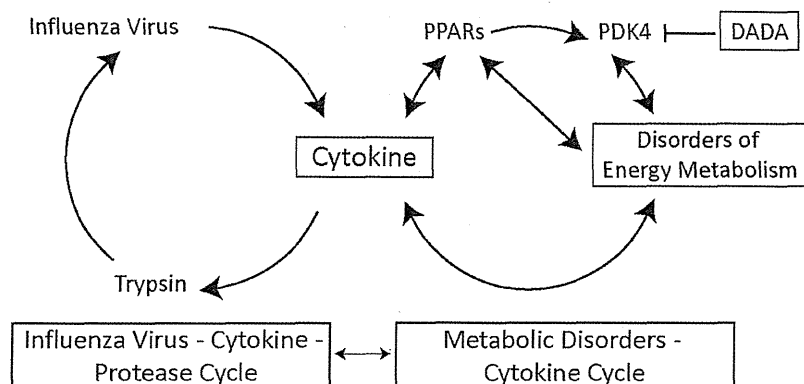 Influenza Virus
PPARs
PDK4
DADA
Cytokine
Disorders of
Energy Metabolism
Trypsin
Influenza Virus - Cytokine -
Protease Cycle
Metabolic Disorders -
Cytokine Cycle